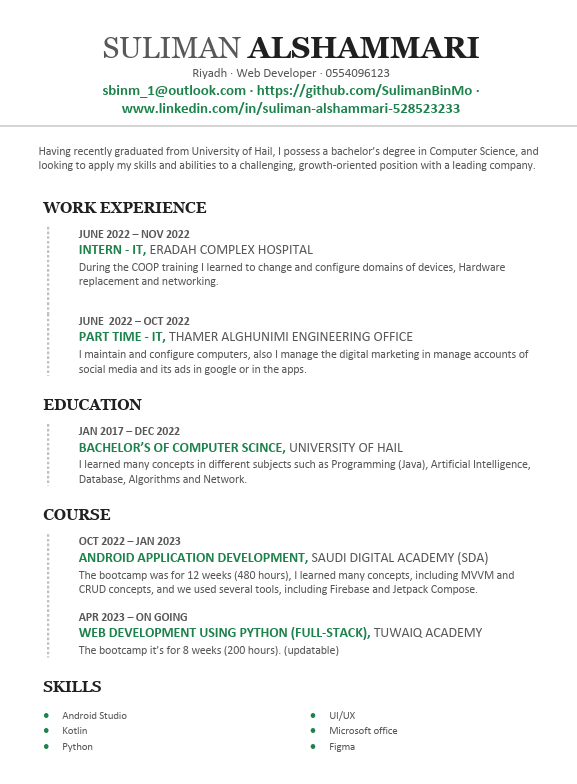 SULIMAN ALSHAMMARI
Riyadh · Web Developer · 0554096123
sbinm_1@outlook.com · https://github.com/SulimanBinMo ·
www.linkedin.com/in/suliman-alshammari-528523233
Having recently graduated from University of Hail, I possess a bachelor's degree in Computer Science, and
looking to apply my skills and abilities to a challenging, growth-oriented position with a leading company.
WORK EXPERIENCE
JUNE 2022 – NOV 2022
INTERN - IT, ERADAH COMPLEX HOSPITAL
During the COOP training I learned to change and configure domains of devices, Hardware
replacement and networking.
JUNE 2022 – OCT 2022
PART TIME - IT, THAMER ALGHUNIMI ENGINEERING OFFICE
I maintain and configure computers, also I manage the digital marketing in manage accounts of
social media and its ads in google or in the apps.
EDUCATION
JAN 2017 – DEC 2022
BACHELOR'S OF COMPUTER SCINCE, UNIVERSITY OF HAIL
I learned many concepts in different subjects such as Programming (Java), Artificial Intelligence,
Database, Algorithms and Network.
COURSE
OCT 2022 – JAN 2023
ANDROID APPLICATION DEVELOPMENT, SAUDI DIGITAL ACADEMY (SDA)
The bootcamp was for 12 weeks (480 hours), I learned many concepts, including MVVM and
CRUD concepts, and we used several tools, including Firebase and Jetpack Compose.
APR 2023 – ON GOING
WEB DEVELOPMENT USING PYTHON (FULL-STACK), TUWAIQ ACADEMY
The bootcamp it's for 8 weeks (200 hours). (updatable)
SKILLS
● Android Studio
● Kotlin
● Python
● UI/UX
● Microsoft office
● Figma